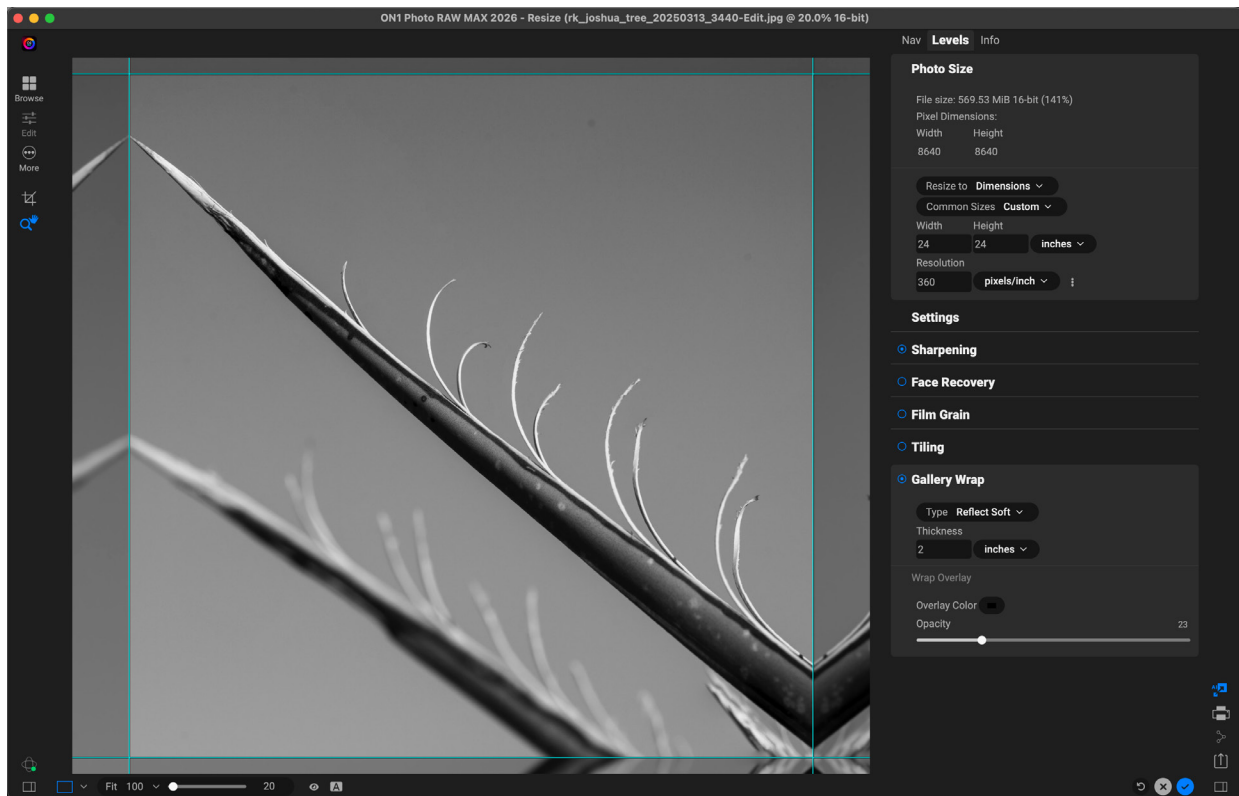 ON1 Photo RAW MAX 2026 - Resize (rk_joshua_tree_20250313_3440-Edit.jpg @ 20.0% 16-bit)
Nav Levels Info
Browse
Edit
More
Photo Size
File size: 569.53 MiB 16-bit (141%)
Pixel Dimensions:
Width Height
8640 8640
Resize to Dimensions
Common Sizes Custom
Width Height
24 24 inches
Resolution
360 pixels/inch
Settings
Sharpening
Face Recovery
Film Grain
Tiling
Gallery Wrap
Type Reflect Soft
Thickness
2 inches
Wrap Overlay
Overlay Color
Opacity 23
Fit 100 20 A